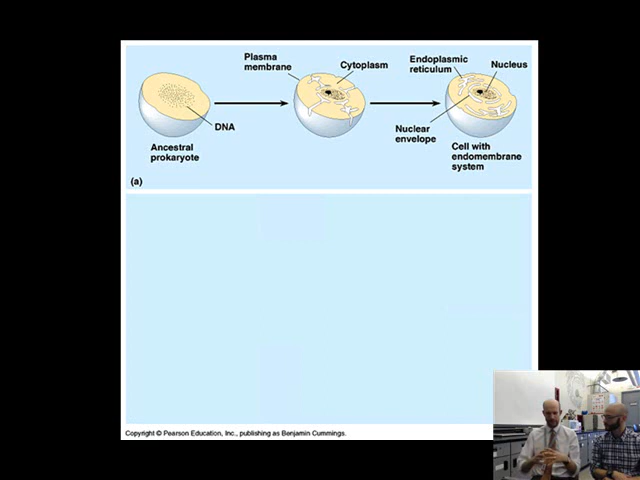 Plasma
membrane
Cytoplasm
Endoplasmic
reticulum
Nucleus
DNA
Nuclear
envelope
Ancestral
prokaryote
Cell with
endomembrane
system
(a)
Copyright © Pearson Education, Inc., publishing as Benjamin Cummings.